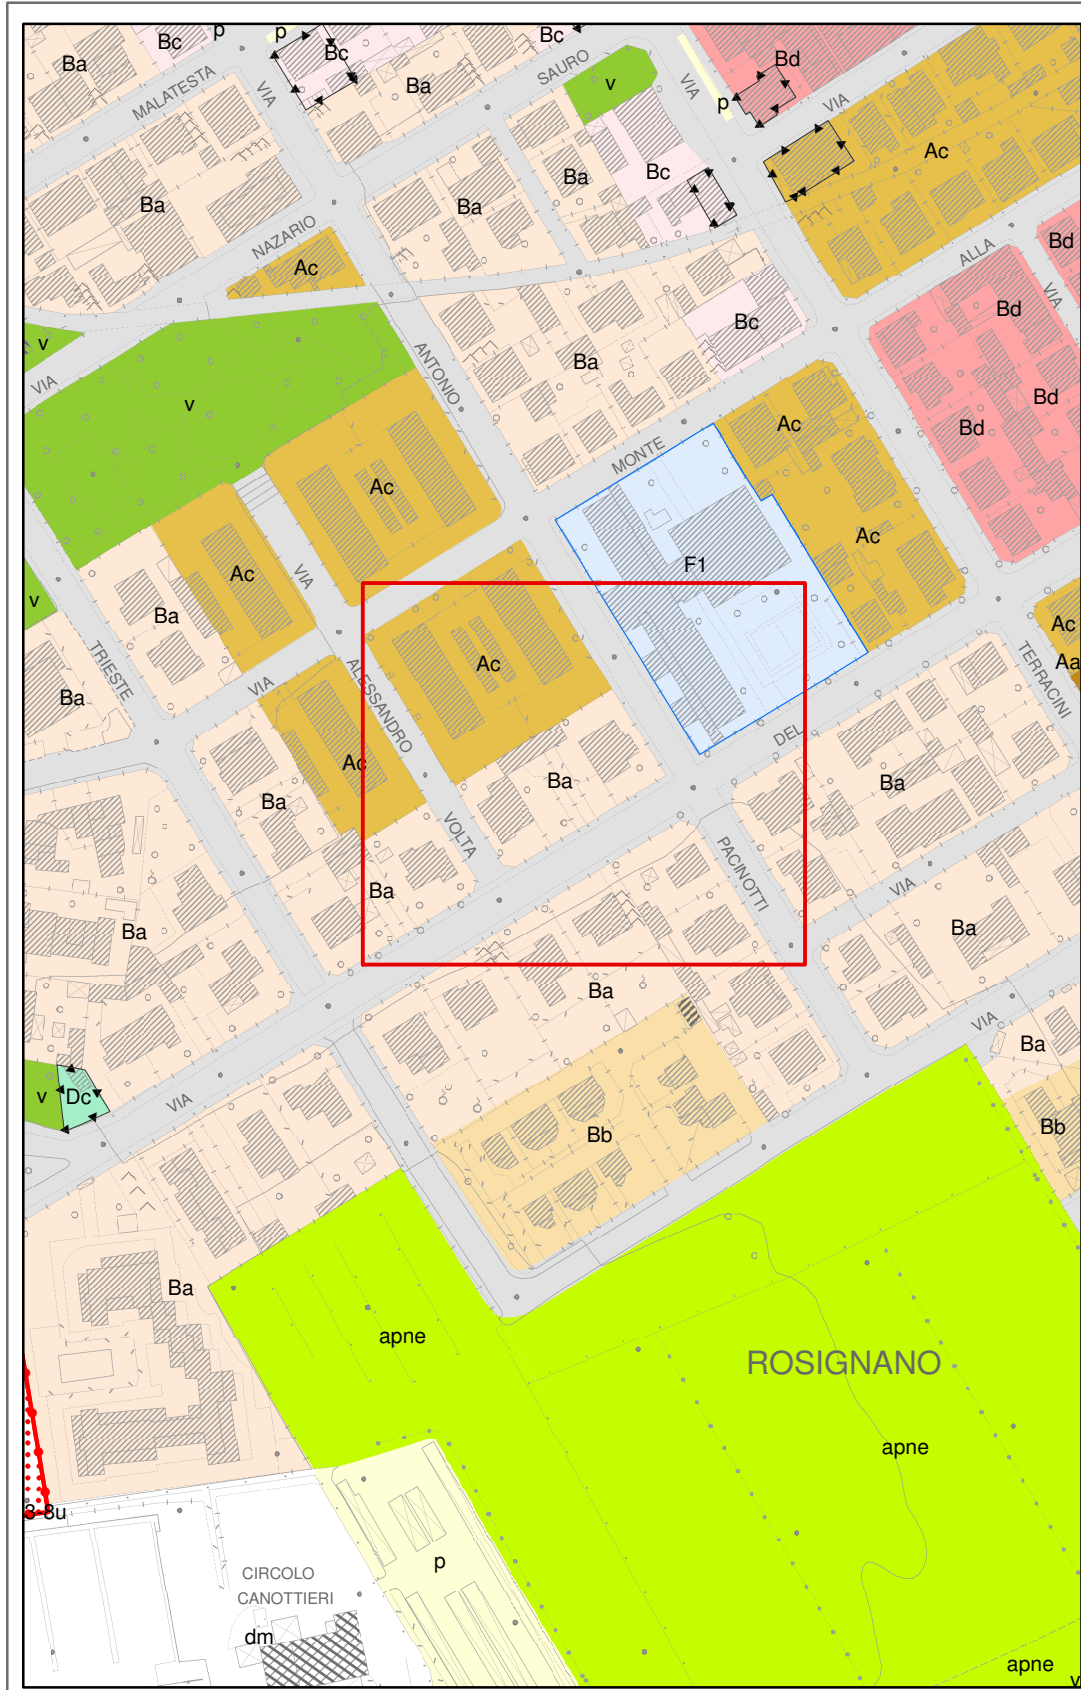 Ba
Bc
p
p
Bc
Bc
MALATESTA
VIA
Ba
SAURO
v
VIA
Bd
p
VIA
Ac
Ba
Ba
Ba
Bc
NAZARIO
Ac
ALLA
Bd
VIA
v
VIA
v
ANTONIO
Ba
Bc
Bd
Bd
Bd
Ac
MONTE
Ac
Ac
F1
Ac
VIA
v
Ba
TRIESTE
Ba
VIA
ALESSANDRO
Ac
Ac
Aa
TERRACINI
DEL
Ac
Ba
Ba
Ba
VOLTA
PACINOTTI
Ba
VIA
Ba
Ba
Ba
VIA
Ba
v
Dc
VIA
Bb
Bb
Ba
apne
ROSIGNANO
apne
3-8u
p
CIRCOLO
CANOTTIERI
dm
apne
v